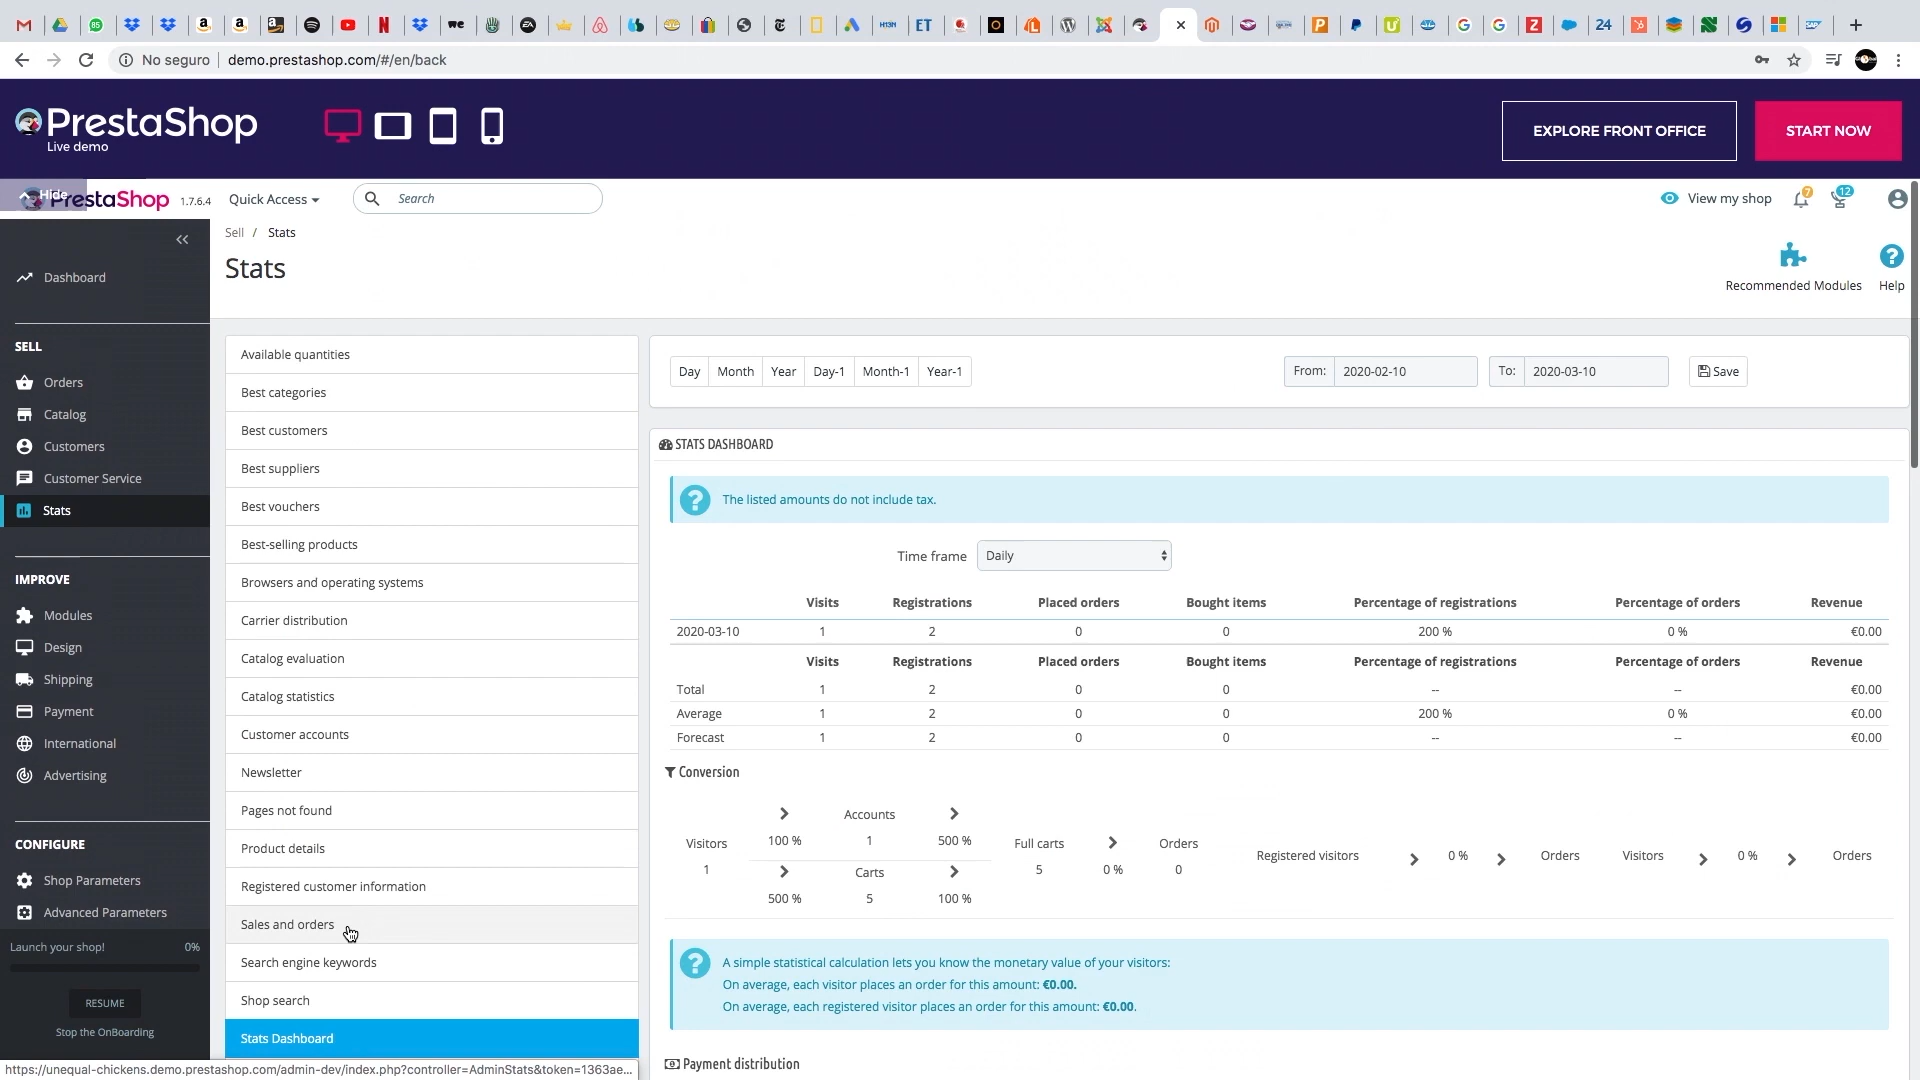 No seguro
demo.prestashop.com/#/en/back
PrestaShop
Live demo
EXPLORE FRONT OFFICE
START NOW
Hide
PrestaShop
1.7.6.4
Quick Access
Search
View my shop
7
12
Sell / Stats
Stats
Recommended Modules
Help
Dashboard
SELL
Orders
Catalog
Customers
Customer Service
Stats
IMPROVE
Modules
Design
Shipping
Payment
International
Advertising
CONFIGURE
Shop Parameters
Advanced Parameters
Launch your shop! 0%
RESUME
Stop the OnBoarding
Available quantities
Best categories
Best customers
Best suppliers
Best vouchers
Best-selling products
Browsers and operating systems
Carrier distribution
Catalog evaluation
Catalog statistics
Customer accounts
Newsletter
Pages not found
Product details
Registered customer information
Sales and orders
Search engine keywords
Shop search
Stats Dashboard
Day Month Year Day-1 Month-1 Year-1
From: 2020-02-10 To: 2020-03-10 Save
STATS DASHBOARD
The listed amounts do not include tax.
Time frame Daily
Visits Registrations Placed orders Bought items Percentage of registrations Percentage of orders Revenue
2020-03-10 1 2 0 0 200 % 0 % €0.00
Visits Registrations Placed orders Bought items Percentage of registrations Percentage of orders Revenue
Total 1 2 0 0 -- -- €0.00
Average 1 2 0 0 200 % 0 % €0.00
Forecast 1 2 0 0 -- -- €0.00
Conversion
Visitors
1
100 %
500 %
Accounts
1
Carts
5
500 %
100 %
Full carts
5
0 %
Orders
0
Registered visitors 0 % Orders
Visitors 0 % Orders
A simple statistical calculation lets you know the monetary value of your visitors:
On average, each visitor places an order for this amount: €0.00.
On average, each registered visitor places an order for this amount: €0.00.
Payment distribution
https://unequal-chickens.demo.prestashop.com/admin-dev/index.php?controller=AdminStats&token=1363ae...